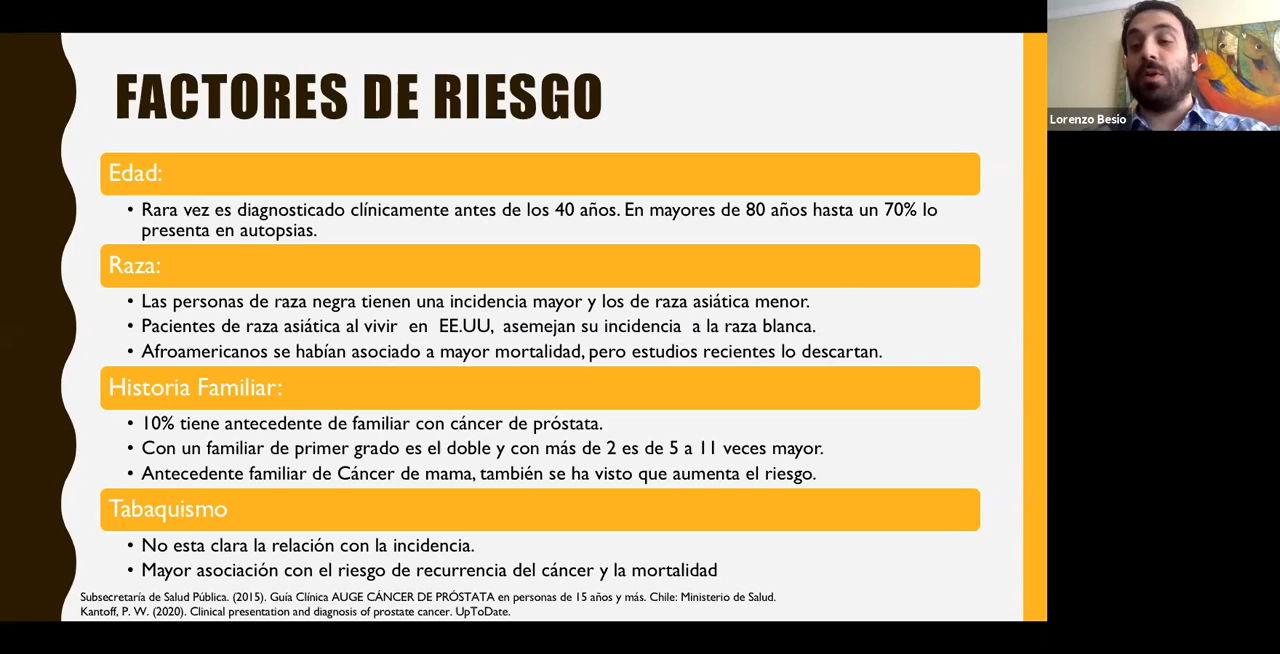 FACTORES DE RIESGO
Lorenzo Besio
Edad:
• Rara vez es diagnosticado clínicamente antes de los 40 años. En mayores de 80 años hasta un 70% lo
presenta en autopsias.
Raza:
• Las personas de raza negra tienen una incidencia mayor y los de raza asiática menor.
• Pacientes de raza asiática al vivir en EE.UU, asemejan su incidencia a la raza blanca.
• Afroamericanos se habían asociado a mayor mortalidad, pero estudios recientes lo descartan.
Historia Familiar:
• 10% tiene antecedente de familiar con cáncer de próstata.
• Con un familiar de primer grado es el doble y con más de 2 es de 5 a 11 veces mayor.
• Antecedente familiar de Cáncer de mama, también se ha visto que aumenta el riesgo.
Tabaquismo
• No esta clara la relación con la incidencia.
• Mayor asociación con el riesgo de recurrencia del cáncer y la mortalidad
Subsecretaría de Salud Pública. (2015). Guía Clínica AUGE CÁNCER DE PRÓSTATA en personas de 15 años y más. Chile: Ministerio de Salud.
Kantoff, P. W. (2020). Clinical presentation and diagnosis of prostate cancer. UpToDate.